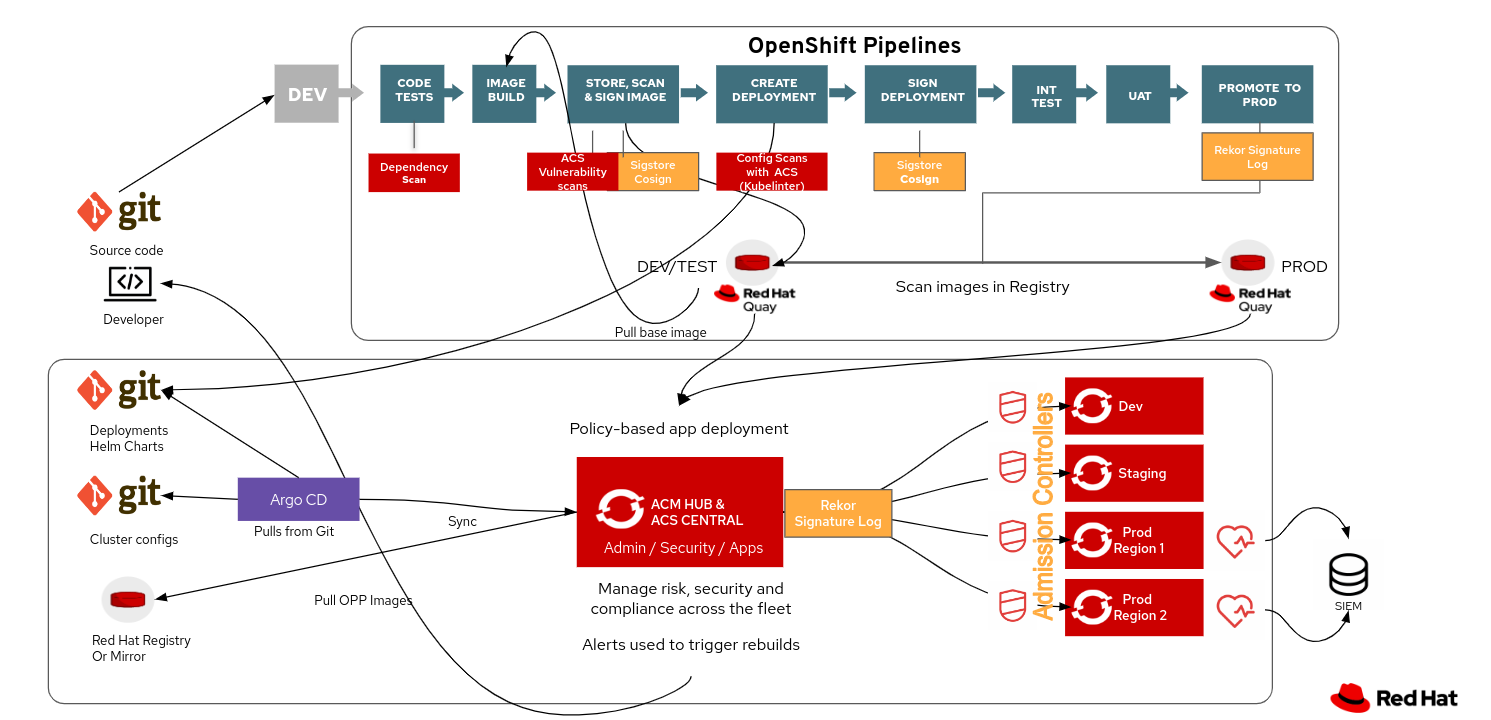 OpenShift Pipelines
DEV
CODE
TESTS
IMAGE
BUILD
STORE, SCAN
& SIGN IMAGE
CREATE
DEPLOYMENT
SIGN
DEPLOYMENT
INT
TEST
UAT
PROMOTE TO
PROD
Dependency
Scan
ACS
Vulnerability
scans
Sigstore
Cosign
Config Scans
with ACS
(Kubelinter)
Sigstore
CosIgn
Rekor Signature
Log
git
Source code
Developer
DEV/TEST
Red Hat
Quay
Scan images in Registry
PROD
Red Hat
Quay
Pull base image
git
Deployments
Helm Charts
git
Cluster configs
Argo CD
Pulls from Git
Sync
Red Hat Registry
Or Mirror
Pull OPP Images
Policy-based app deployment
ACM HUB &
ACS CENTRAL
Admin / Security / Apps
Manage risk, security and
compliance across the fleet
Alerts used to trigger rebuilds
Rekor
Signature Log
Admission Controllers
Dev
Staging
Prod
Region 1
Prod
Region 2
SIEM
Red Hat